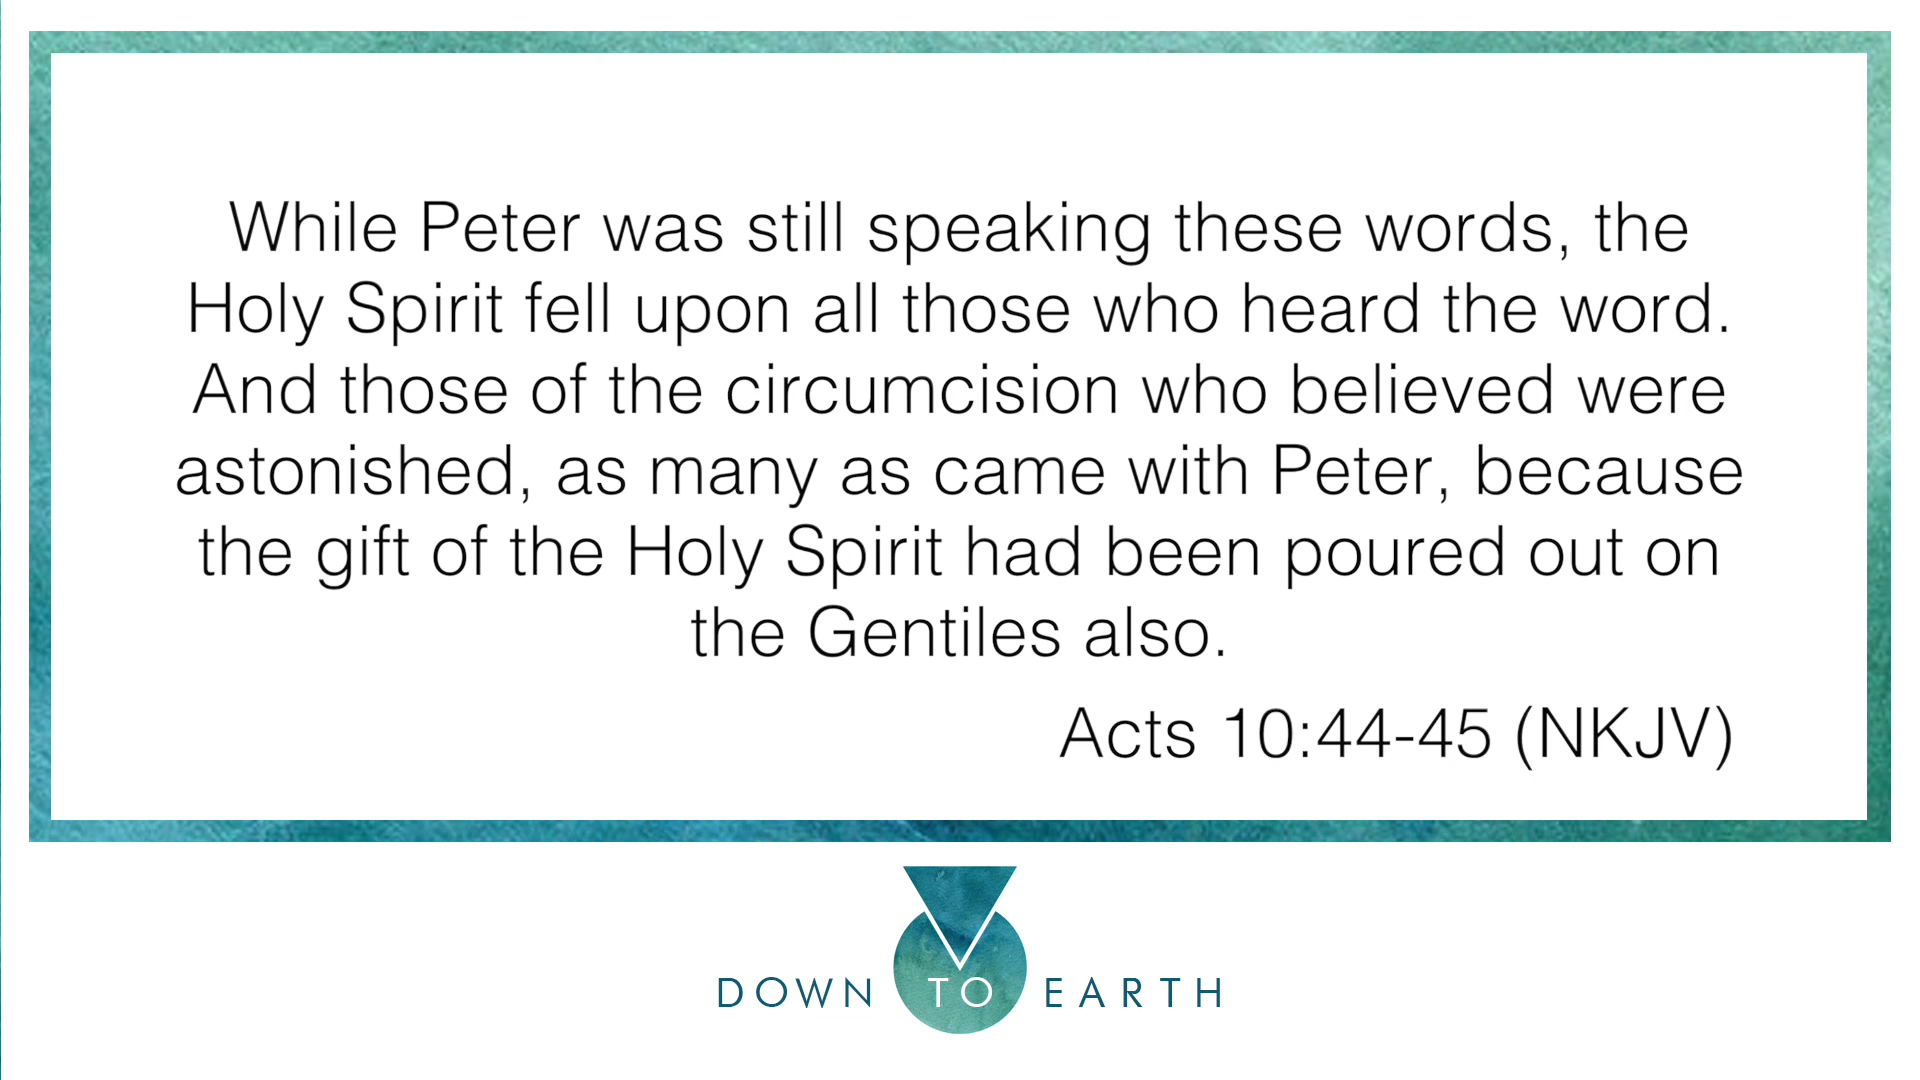 While Peter was still speaking these words, the
Holy Spirit fell upon all those who heard the word.
And those of the circumcision who believed were
astonished, as many as came with Peter, because
the gift of the Holy Spirit had been poured out on
the Gentiles also.
Acts 10:44-45 (NKJV)
DOWN TO EARTH